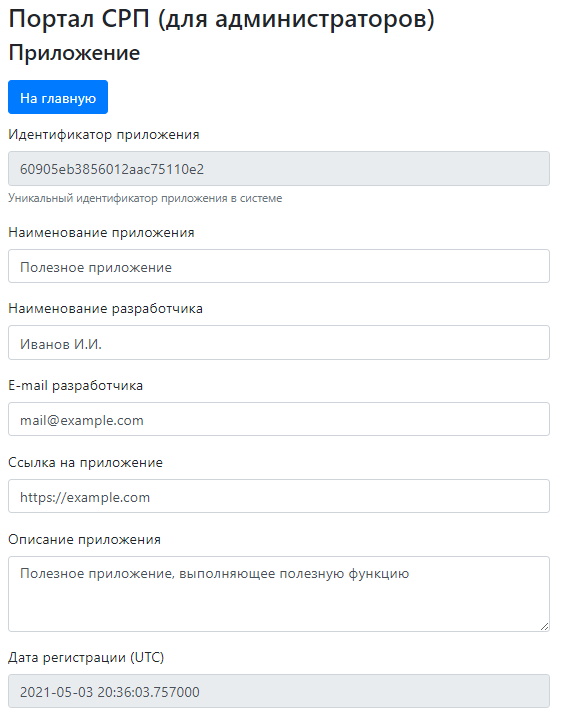 Портал СРП (для администраторов)
Приложение
На главную
Идентификатор приложения
60905eb3856012aac75110e2
Уникальный идентификатор приложения в системе
Наименование приложения
Полезное приложение
Наименование разработчика
Иванов И.И.
E-mail разработчика
mail@example.com
Ссылка на приложение
https://example.com
Описание приложения
Полезное приложение, выполняющее полезную функцию
Дата регистрации (UTC)
2021-05-03 20:36:03.757000